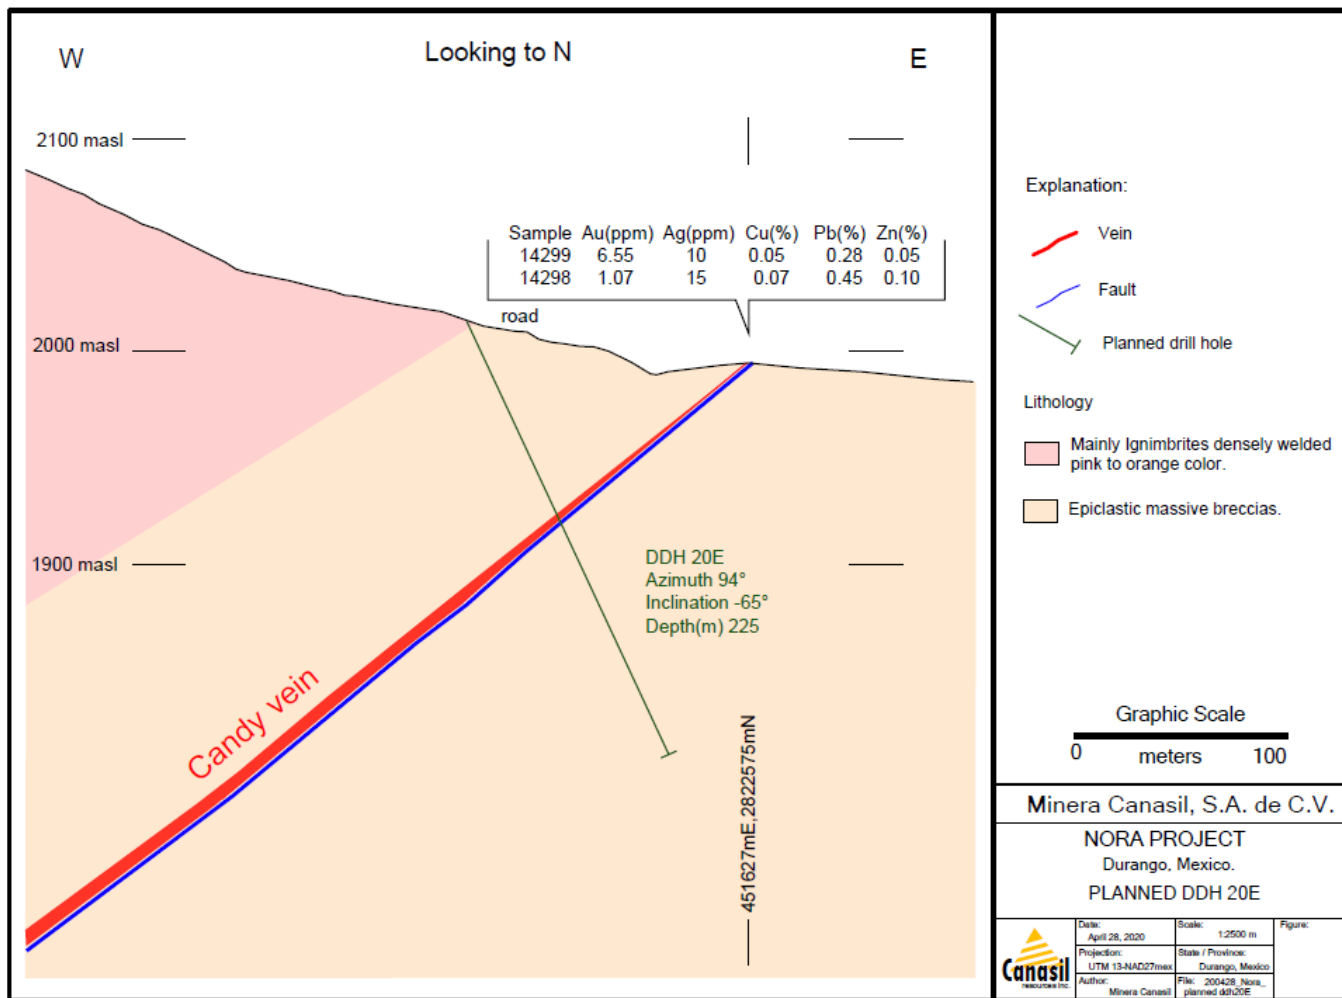 W
Looking to N
E
2100 masl
Sample Au(ppm) Ag(ppm) Cu(%) Pb(%) Zn(%)
14299 6.55 10 0.05 0.28 0.05
14298 1.07 15 0.07 0.45 0.10
road
2000 masl
1900 masl
DDH 20E
Azimuth 94°
Inclination -65°
Depth(m) 225
Candy vein
451627mE,2822575mN
Explanation:
Vein
Fault
Planned drill hole
Lithology
Mainly Ignimbrites densely welded
pink to orange color.
Epiclastic massive breccias.
Graphic Scale
0 meters 100
Minera Canasil, S.A. de C.V.
NORA PROJECT
Durango, Mexico.
PLANNED DDH 20E
Canasil
RESOURCES INC.
Date:
April 28, 2020
Scale:
1:2500 m
Figure:
Projection:
UTM 13-NAD27mex
State / Province:
Durango, Mexico
Author:
Minera Canasil
File: 200428_Nora_
planned ddh20E